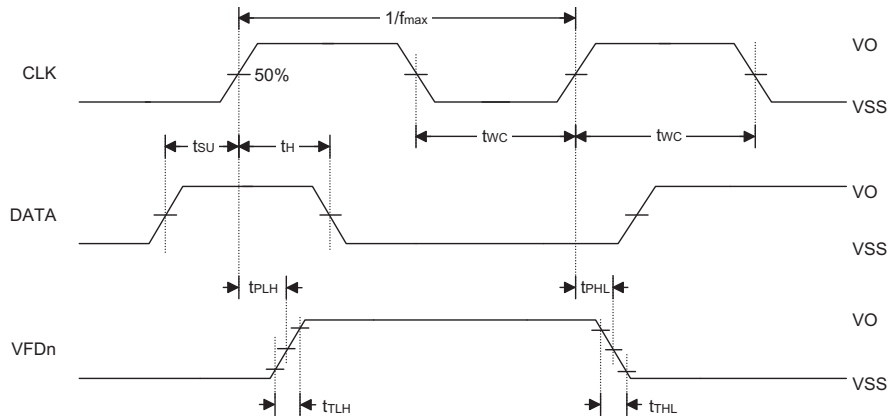 1/fmax
CLK
50%
VO
VSS
tSU
tH
tWC
tWC
DATA
VO
VSS
tPLH
tPHL
VFDn
VO
VSS
tTLH
tTHL